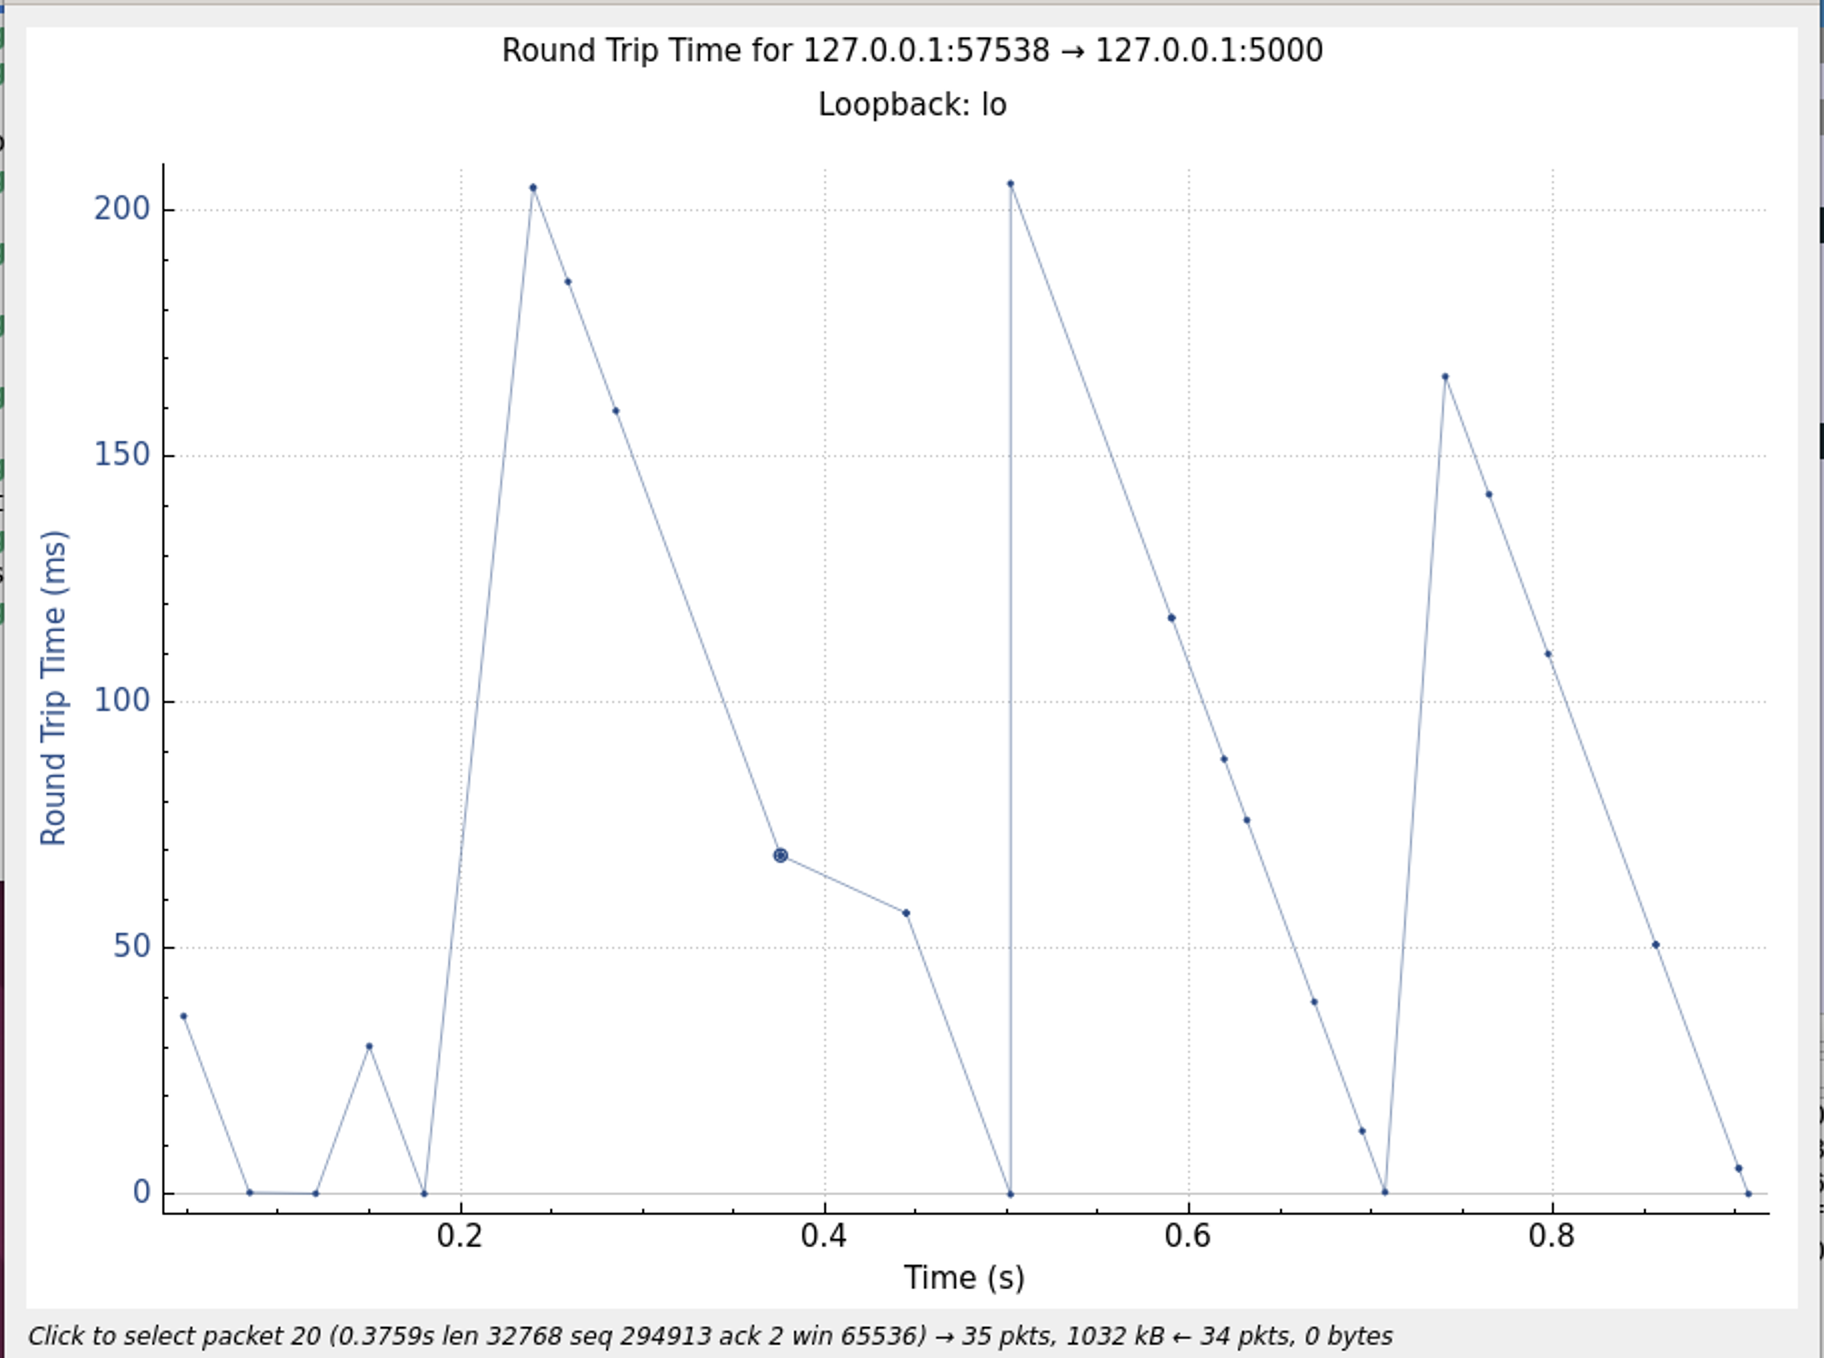 Round Trip Time for 127.0.0.1:57538 → 127.0.0.1:5000
Loopback: lo
200
150
100
50
0
Round Trip Time (ms)
0.2 0.4 0.6 0.8
Time (s)
Click to select packet 20 (0.3759s len 32768 seq 294913 ack 2 win 65536) → 35 pkts, 1032 kB ← 34 pkts, 0 bytes